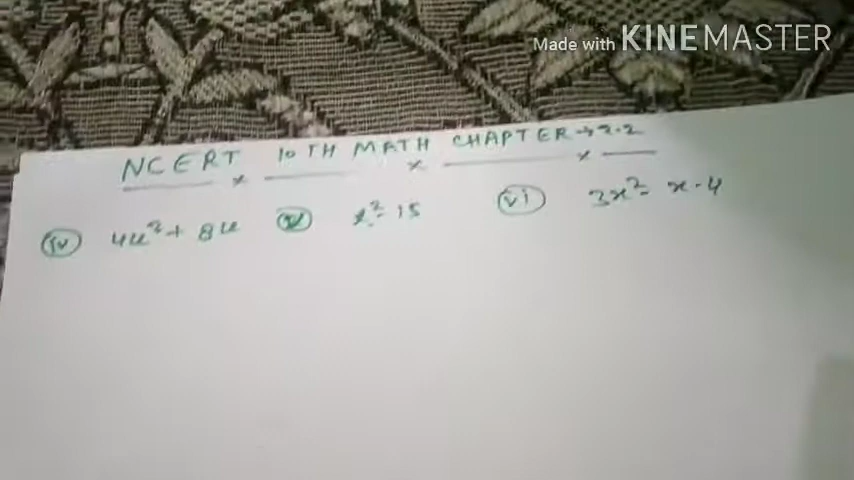 Made with KINEMASTER
NCERT 10TH MATH CHAPTER→2.2
(iv) 4u²+ 8u (v) t²- 15 (vi) 3x²- x-4